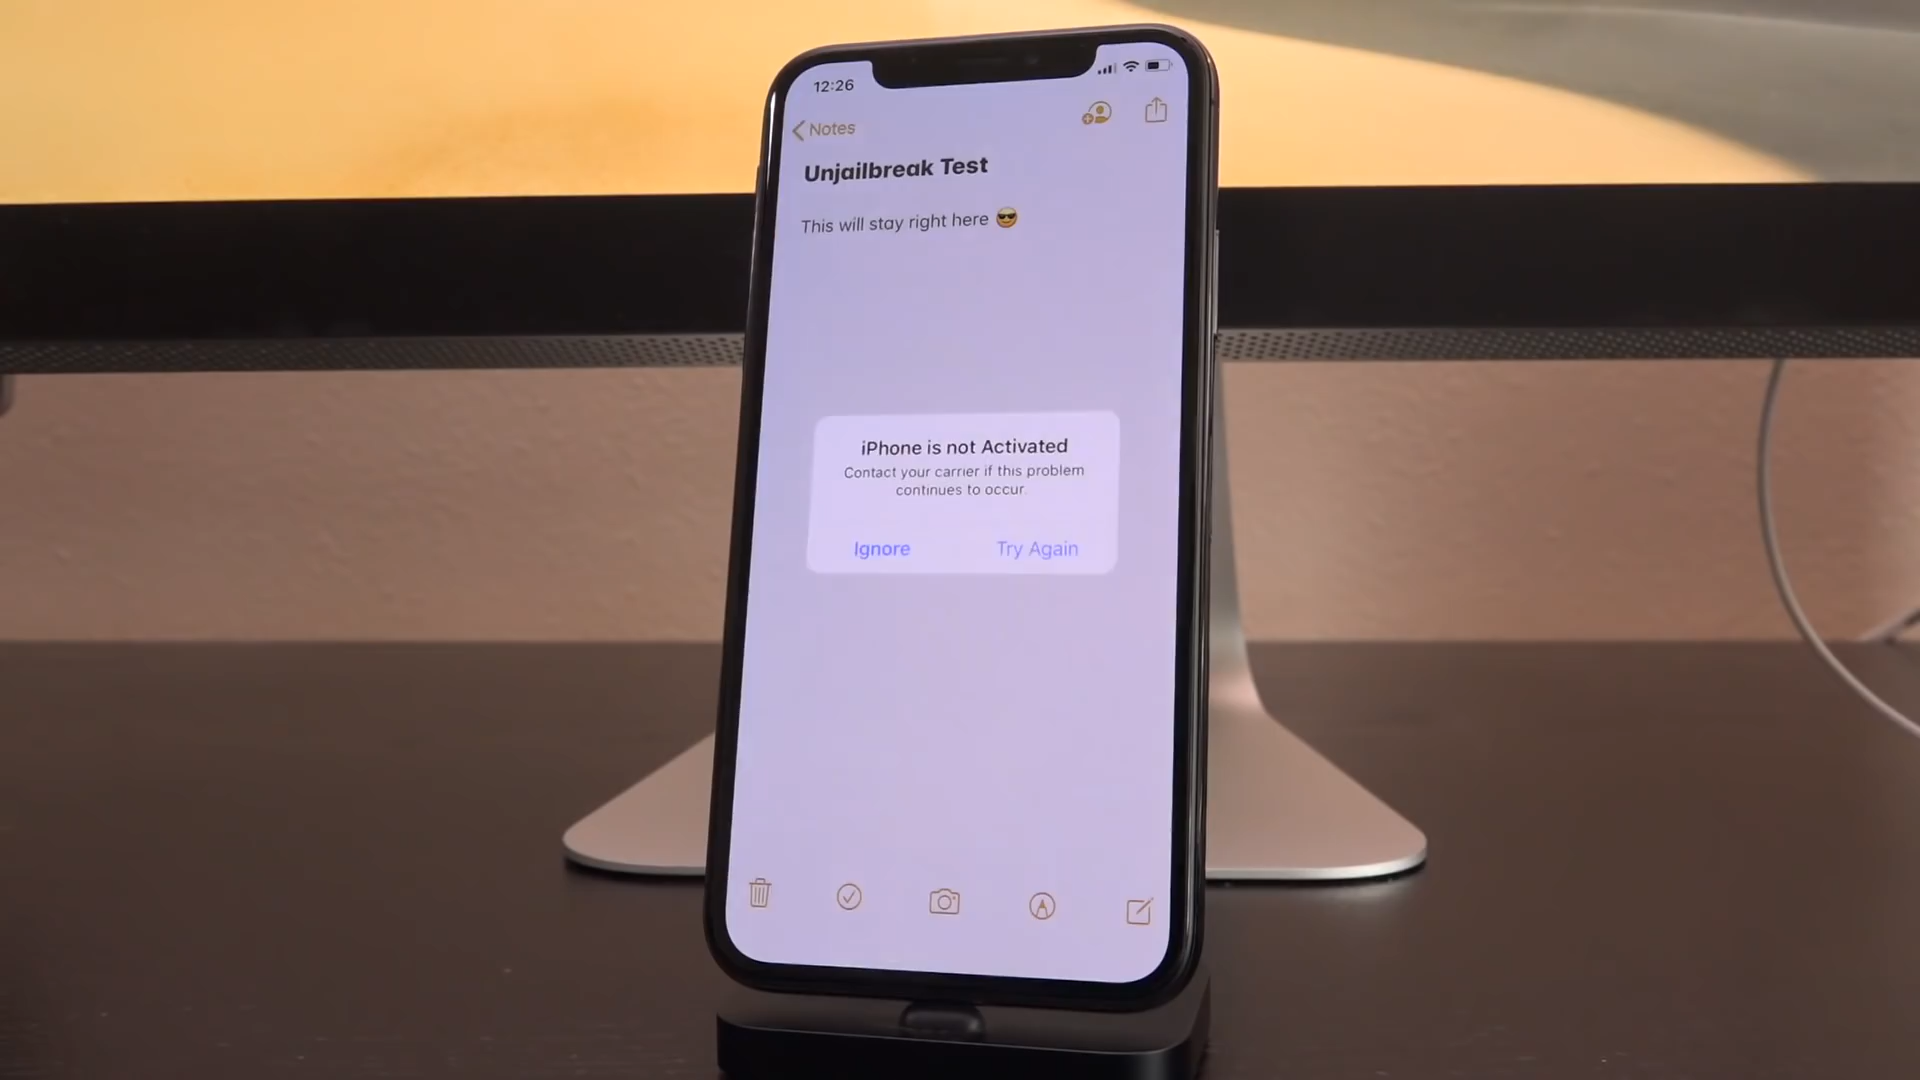 12:26
Notes
Unjailbreak Test
This will stay right here 😎
iPhone is not Activated
Contact your carrier if this problem
continues to occur.
Ignore
Try Again